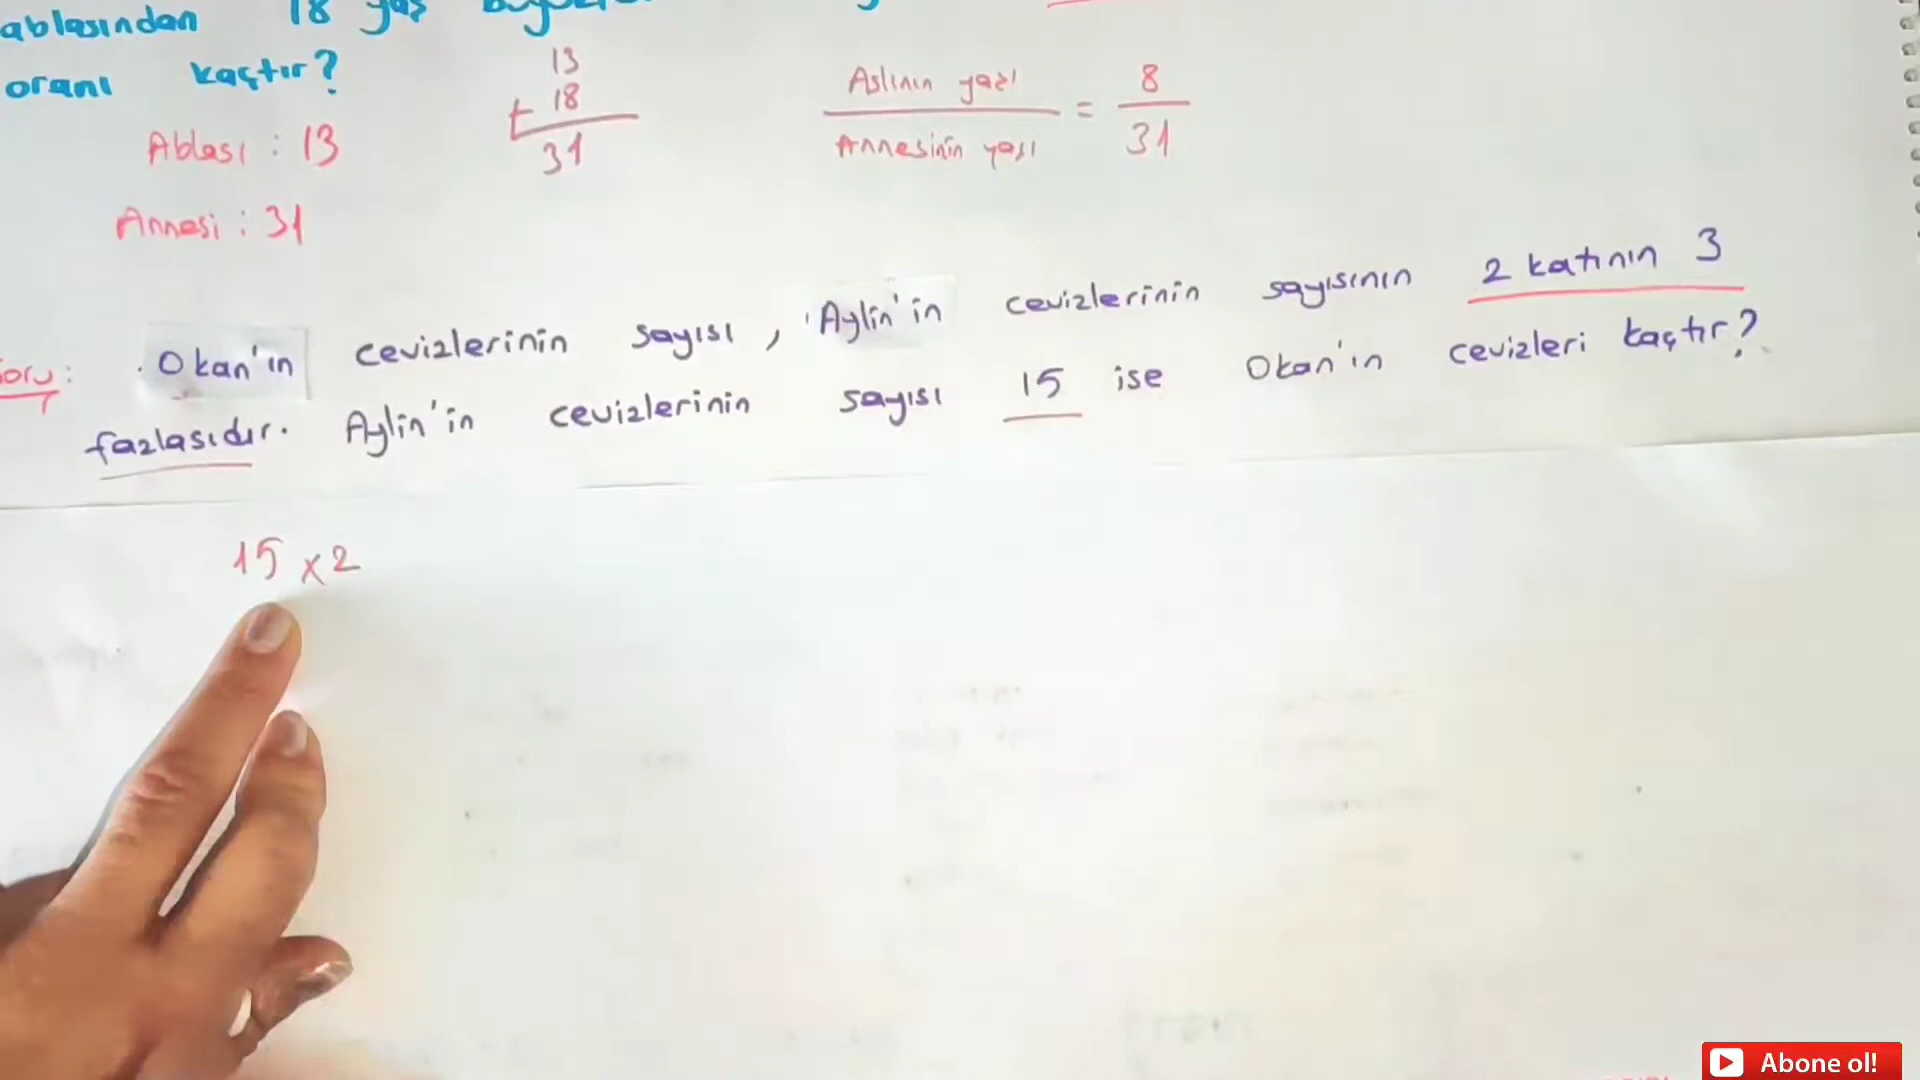 ablasından 18 yaş
oranı kaçtır?
13
+ 18
31
Aslının yaşı
Annesinin yaşı
=
8
31
Ablası : 13
Annesi : 31
Soru: Okan'ın cevizlerinin sayısı, Aylin'in cevizlerinin sayısının 2 katının 3
fazlasıdır. Aylin'in cevizlerinin sayısı 15 ise Okan'ın cevizleri kaçtır?
15 x 2
Abone ol!